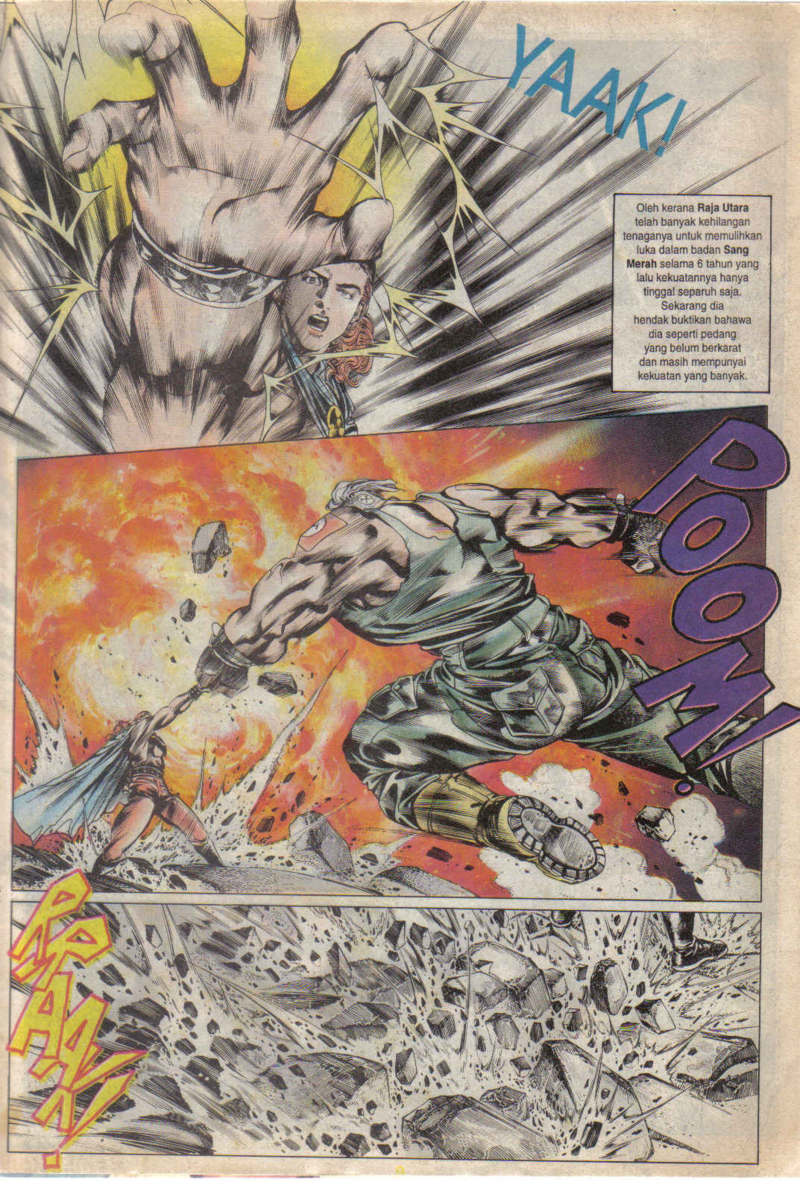 YAAK!
Oleh kerana Raja Utara
telah banyak kehilangan
tenaganya untuk memulihkan
luka dalam badan Sang
Merah selama 6 tahun yang
lalu kekuatannya hanya
tinggal separuh saja.
Sekarang dia
hendak buktikan bahawa
dia seperti pedang
yang belum berkarat
dan masih mempunyai
kekuatan yang banyak.
POOM!
PRAAK!